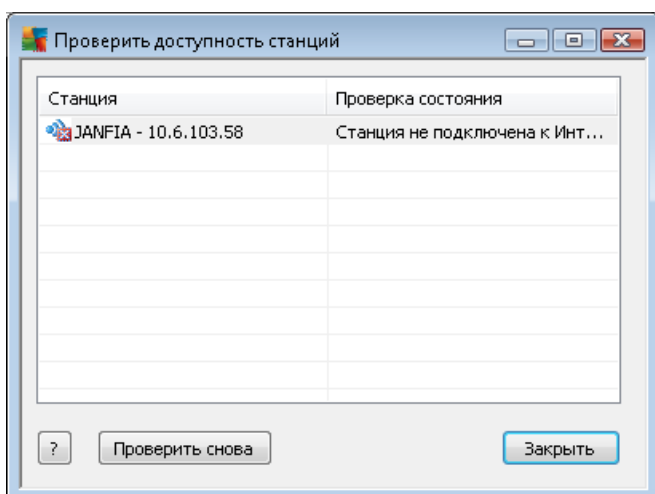 Проверить доступность станций
Станция Проверка состояния
JANFIA - 10.6.103.58 Станция не подключена к Инт...
? Проверить снова Закрыть